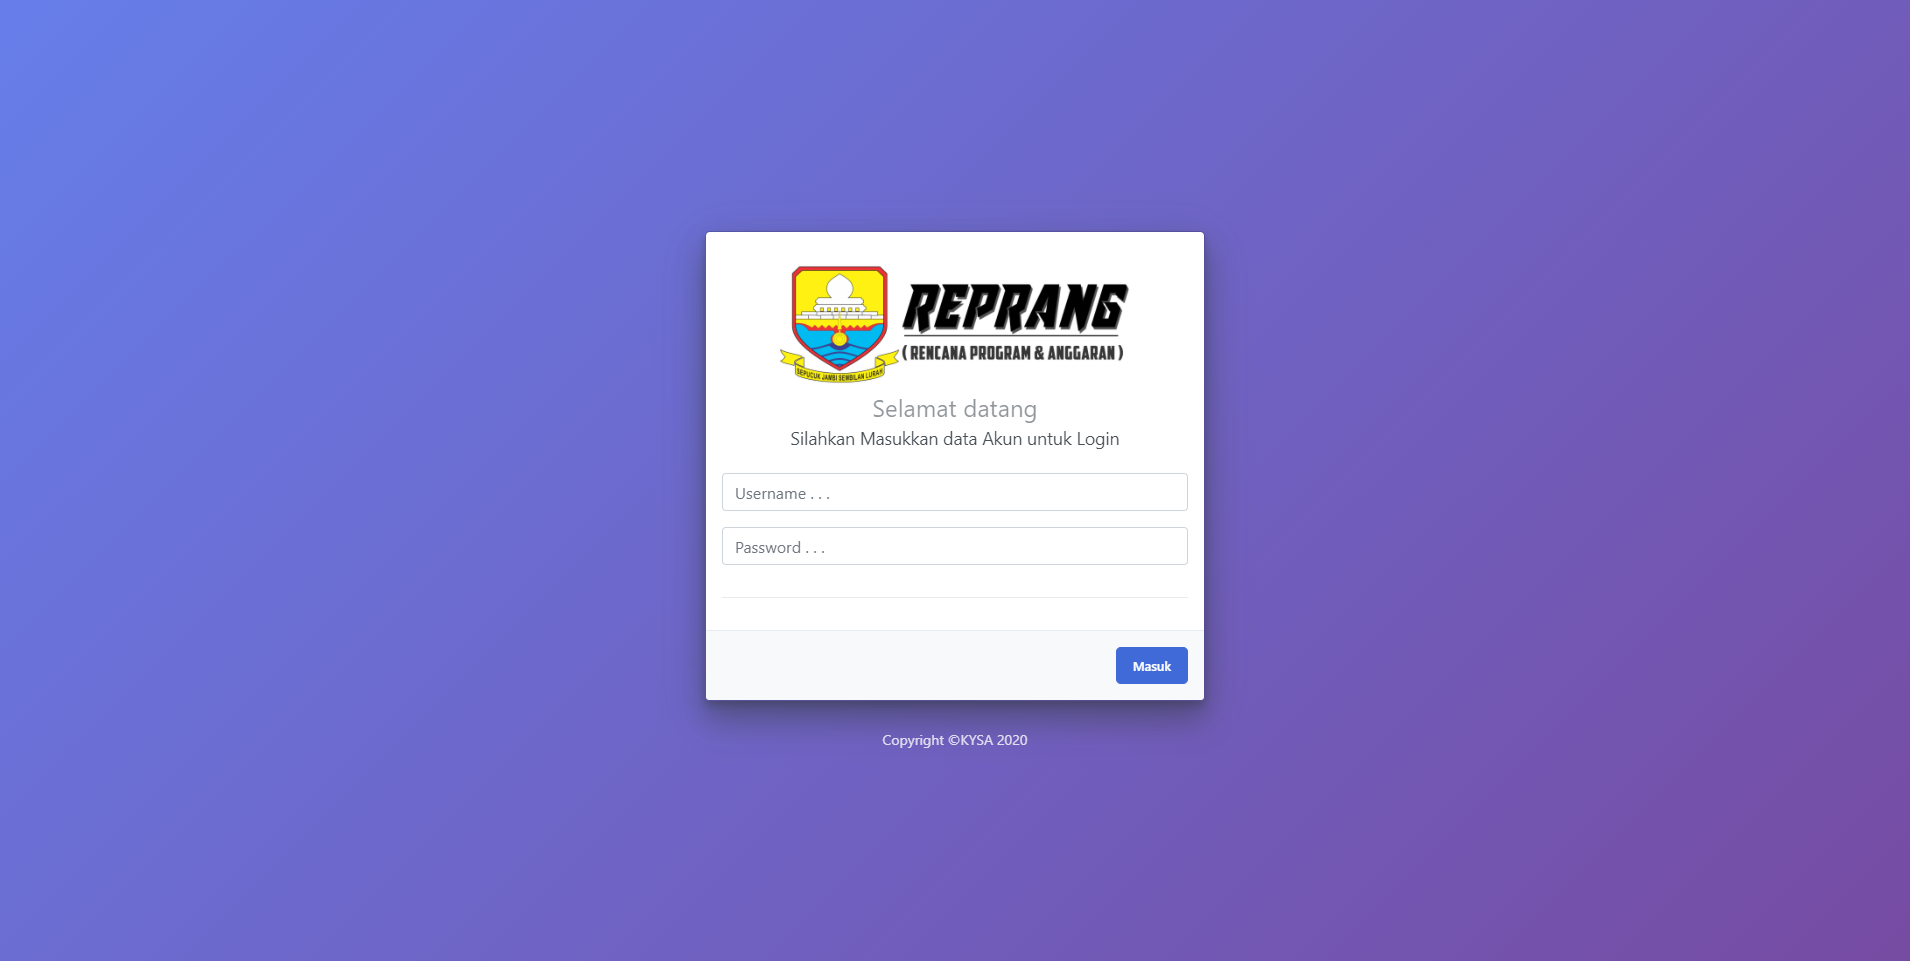 REPRANG
( RENCANA PROGRAM & ANGGARAN )
SEPUCUK JAMBI SEMBILAN LURAH
Selamat datang
Silahkan Masukkan data Akun untuk Login
Username . . .
Password . . .
Masuk
Copyright ©KYSA 2020